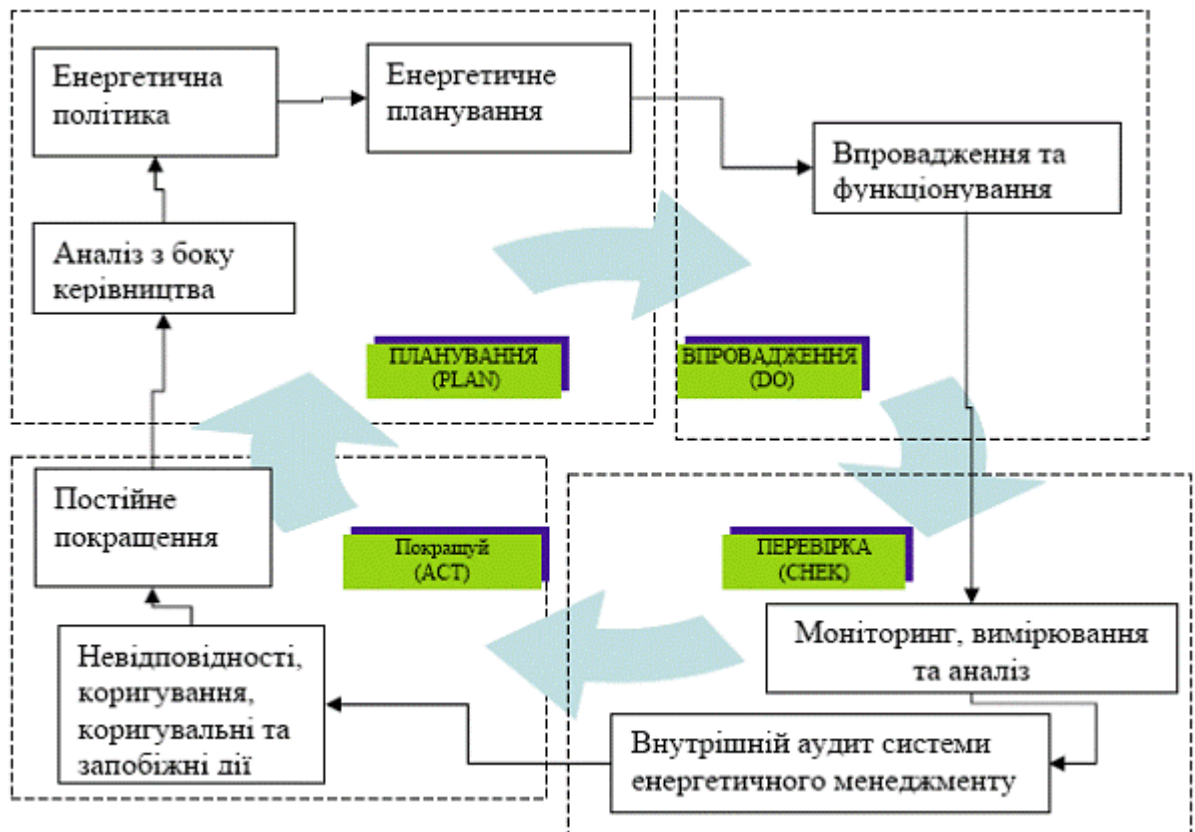 Енергетична
політика
Енергетичне
планування
Впровадження та
функціонування
Аналіз з боку
керівництва
ПЛАНУВАННЯ
(PLAN)
ВПРОВАДЖЕННЯ
(DO)
Постійне
покращення
Покращуй
(ACT)
ПЕРЕВІРКА
(CHEK)
Моніторинг, вимірювання
та аналіз
Невідповідності,
коригування,
коригувальні та
запобіжні дії
Внутрішній аудит системи
енергетичного менеджменту